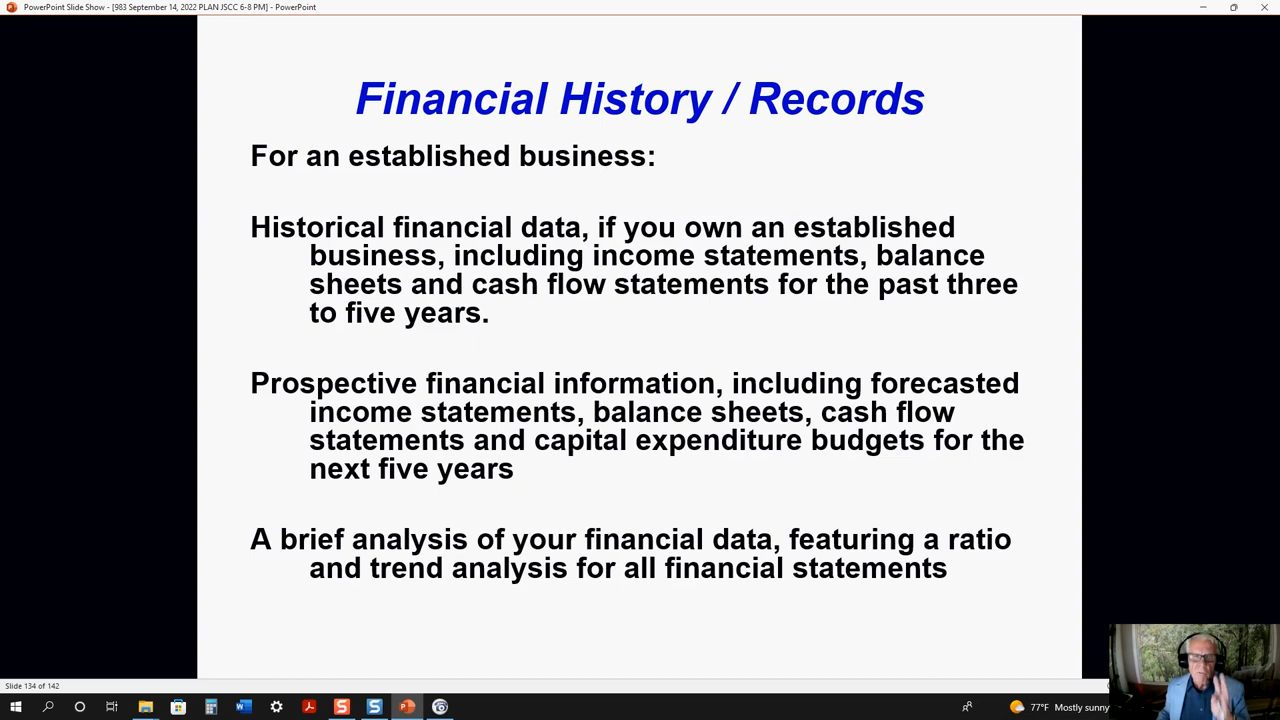 PowerPoint Slide Show - [983 September 14, 2022 PLAN JSCC 6-8 PM] - PowerPoint
Financial History / Records
For an established business:
Historical financial data, if you own an established
business, including income statements, balance
sheets and cash flow statements for the past three
to five years.
Prospective financial information, including forecasted
income statements, balance sheets, cash flow
statements and capital expenditure budgets for the
next five years
A brief analysis of your financial data, featuring a ratio
and trend analysis for all financial statements
Slide 134 of 142
77°F Mostly sunny